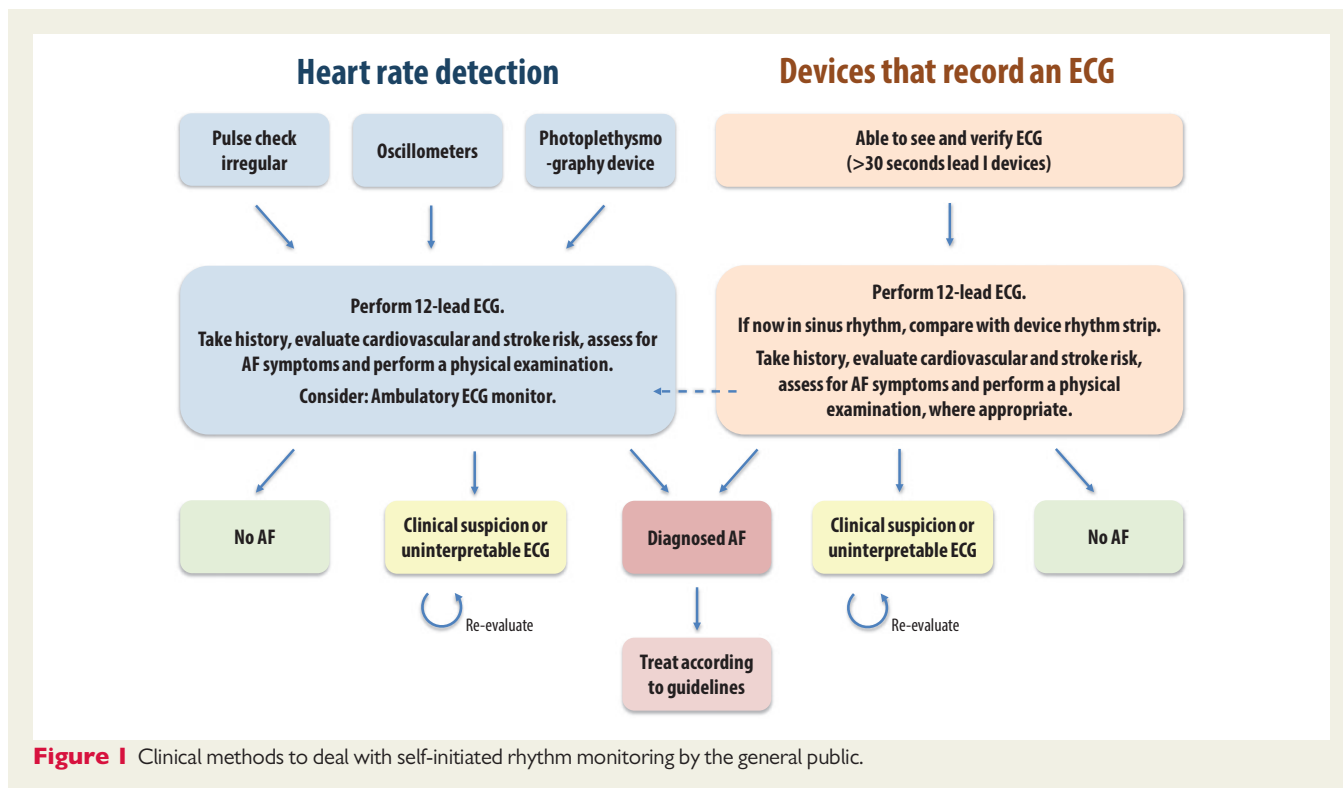 Heart rate detection
Devices that record an ECG
Pulse check
irregular
Oscillometers
Photoplethysmo
-graphy device
Able to see and verify ECG
(>30 seconds lead I devices)
Perform 12-lead ECG.
Take history, evaluate cardiovascular and stroke risk, assess for
AF symptoms and perform a physical examination.
Consider: Ambulatory ECG monitor.
Perform 12-lead ECG.
If now in sinus rhythm, compare with device rhythm strip.
Take history, evaluate cardiovascular and stroke risk,
assess for AF symptoms and perform a physical
examination, where appropriate.
No AF
Clinical suspicion or
uninterpretable ECG
Diagnosed AF
Clinical suspicion or
uninterpretable ECG
No AF
Re-evaluate
Re-evaluate
Treat according
to guidelines
Figure 1 Clinical methods to deal with self-initiated rhythm monitoring by the general public.